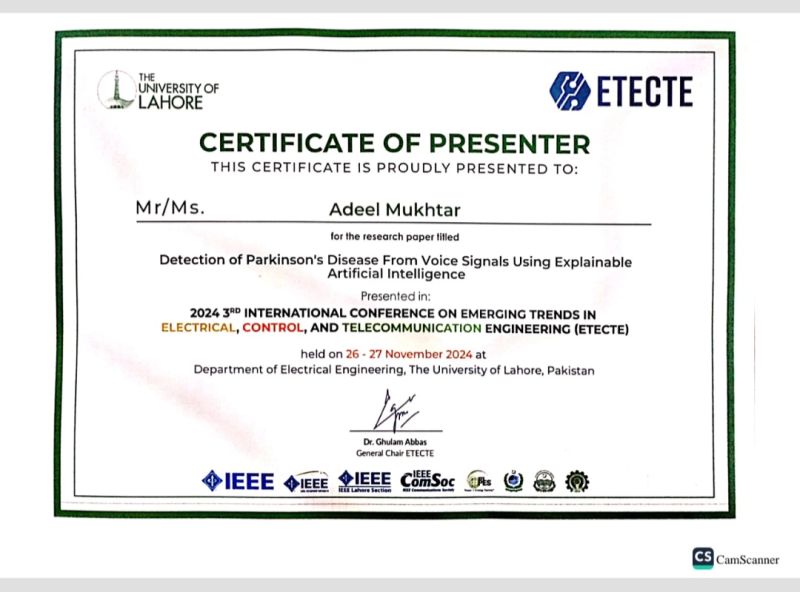 THE
UNIVERSITY OF
LAHORE
ETECTE
CERTIFICATE OF PRESENTER
THIS CERTIFICATE IS PROUDLY PRESENTED TO:
Mr/Ms. Adeel Mukhtar
for the research paper titled
Detection of Parkinson's Disease From Voice Signals Using Explainable
Artificial Intelligence
Presented in:
2024 3RD INTERNATIONAL CONFERENCE ON EMERGING TRENDS IN
ELECTRICAL, CONTROL, AND TELECOMMUNICATION ENGINEERING (ETECTE)
held on 26 - 27 November 2024 at
Department of Electrical Engineering, The University of Lahore, Pakistan
Dr. Ghulam Abbas
General Chair ETECTE
IEEE
IEEE
IEEE
IEEE Lahore Section
IEEE
ComSoc
IEEE Communications Society
PES
CS CamScanner